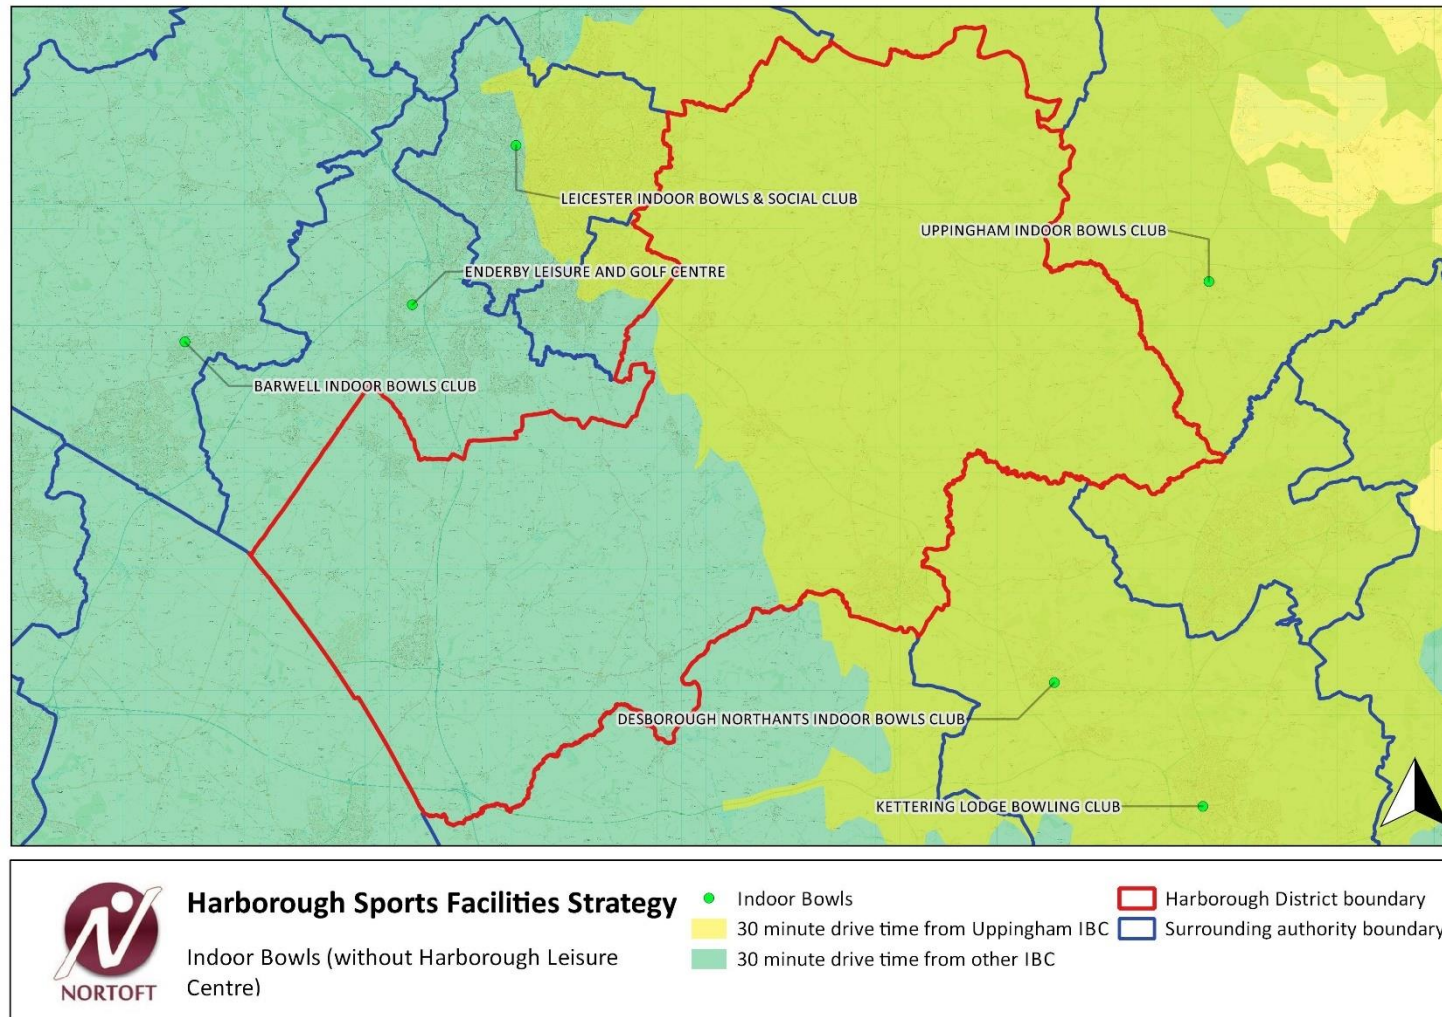 LEICESTER INDOOR BOWLS & SOCIAL CLUB
UPPINGHAM INDOOR BOWLS CLUB
ENDERBY LEISURE AND GOLF CENTRE
BARWELL INDOOR BOWLS CLUB
DESBOROUGH NORTHANTS INDOOR BOWLS CLUB
KETTERING LODGE BOWLING CLUB
NORTOFT
Harborough Sports Facilities Strategy
Indoor Bowls (without Harborough Leisure
Centre)
Indoor Bowls
30 minute drive time from Uppingham IBC
30 minute drive time from other IBC
Harborough District boundary
Surrounding authority boundary